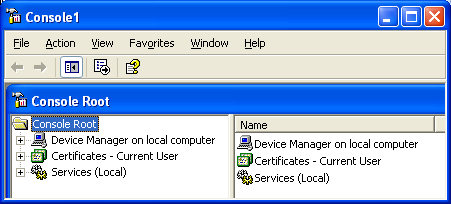 Console1
File Action View Favorites Window Help
Console Root
Console Root
Device Manager on local computer
Certificates - Current User
Services (Local)
Name
Device Manager on local computer
Certificates - Current User
Services (Local)